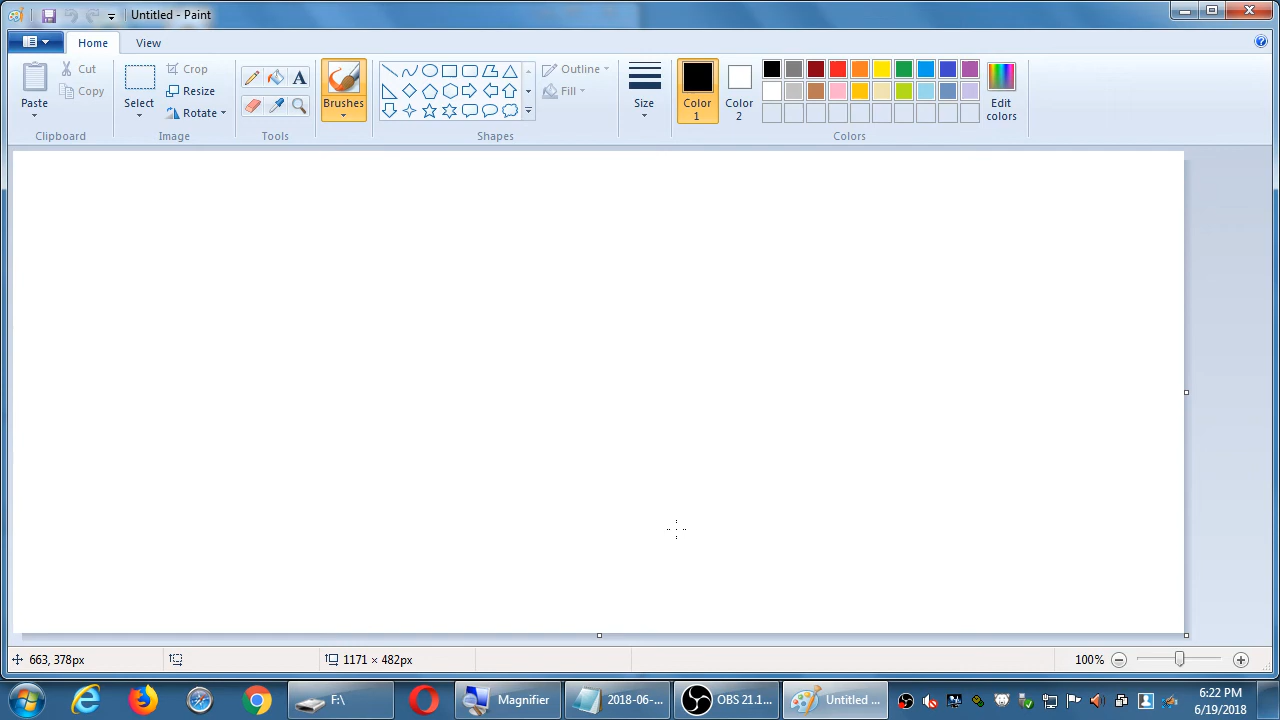 Untitled - Paint
Home View
Paste
Cut
Copy
Clipboard
Select
Crop
Resize
Rotate
Image
A
Tools
Brushes
Shapes
Outline
Fill
Size
Color 1
Color 2
Edit colors
Colors
663, 378px
1171 × 482px
100%
F:\
Magnifier
2018-06-...
OBS 21.1...
Untitled ...
6:22 PM
6/19/2018